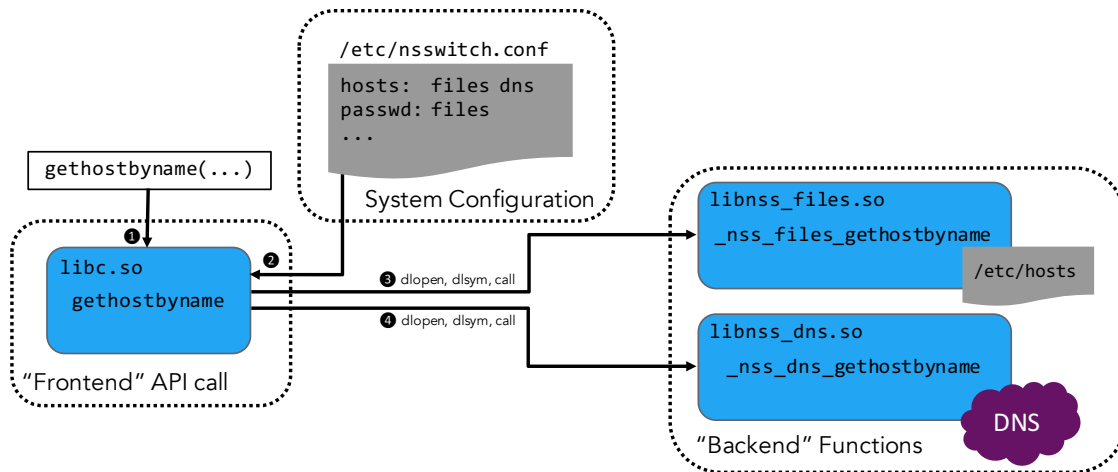 /etc/nsswitch.conf
hosts: files dns
passwd: files
...
System Configuration
gethostbyname(...)
❶
❷
libc.so
gethostbyname
“Frontend” API call
❸ dlopen, dlsym, call
❹ dlopen, dlsym, call
libnss_files.so
_nss_files_gethostbyname
/etc/hosts
libnss_dns.so
_nss_dns_gethostbyname
DNS
“Backend” Functions